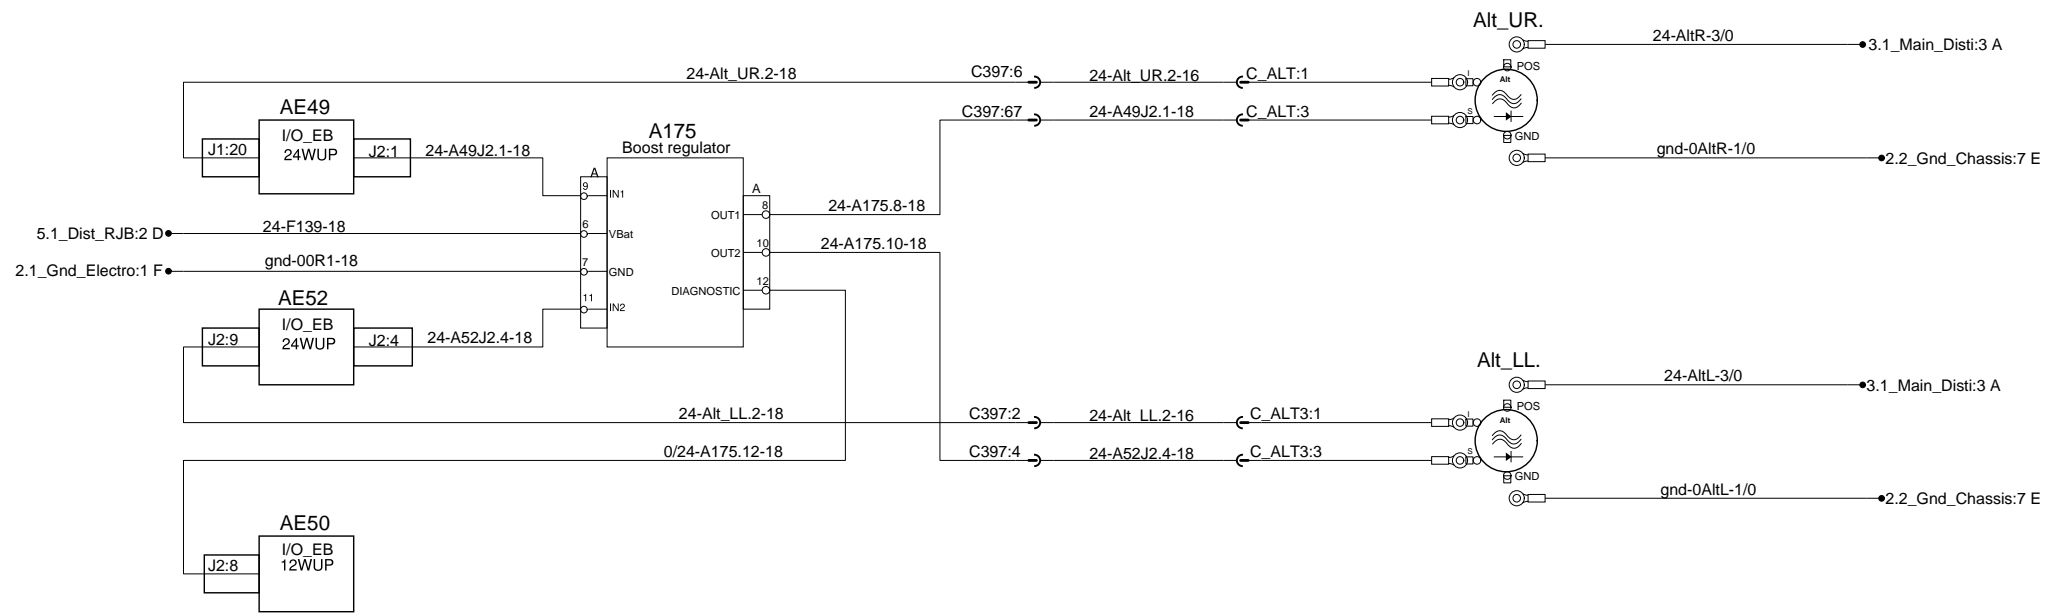 Alt_UR.
24-AltR-3/0
3.1_Main_Disti:3 A
POS
24-Alt_UR.2-18
C397:6
24-Alt_UR.2-16
C_ALT:1
I
Alt
AE49
C397:67
24-A49J2.1-18
C_ALT:3
S
I/O_EB
24WUP
J1:20
J2:1
24-A49J2.1-18
A175
Boost regulator
GND
gnd-0AltR-1/0
2.2_Gnd_Chassis:7 E
A
9
IN1
A
8
OUT1
24-A175.8-18
5.1_Dist_RJB:2 D
24-F139-18
6
VBat
10
OUT2
24-A175.10-18
2.1_Gnd_Electro:1 F
gnd-00R1-18
7
GND
12
DIAGNOSTIC
AE52
11
IN2
I/O_EB
24WUP
J2:9
J2:4
24-A52J2.4-18
Alt_LL.
24-AltL-3/0
3.1_Main_Disti:3 A
POS
24-Alt_LL.2-18
C397:2
24-Alt_LL.2-16
C_ALT3:1
I
Alt
0/24-A175.12-18
C397:4
24-A52J2.4-18
C_ALT3:3
S
GND
gnd-0AltL-1/0
2.2_Gnd_Chassis:7 E
AE50
I/O_EB
12WUP
J2:8